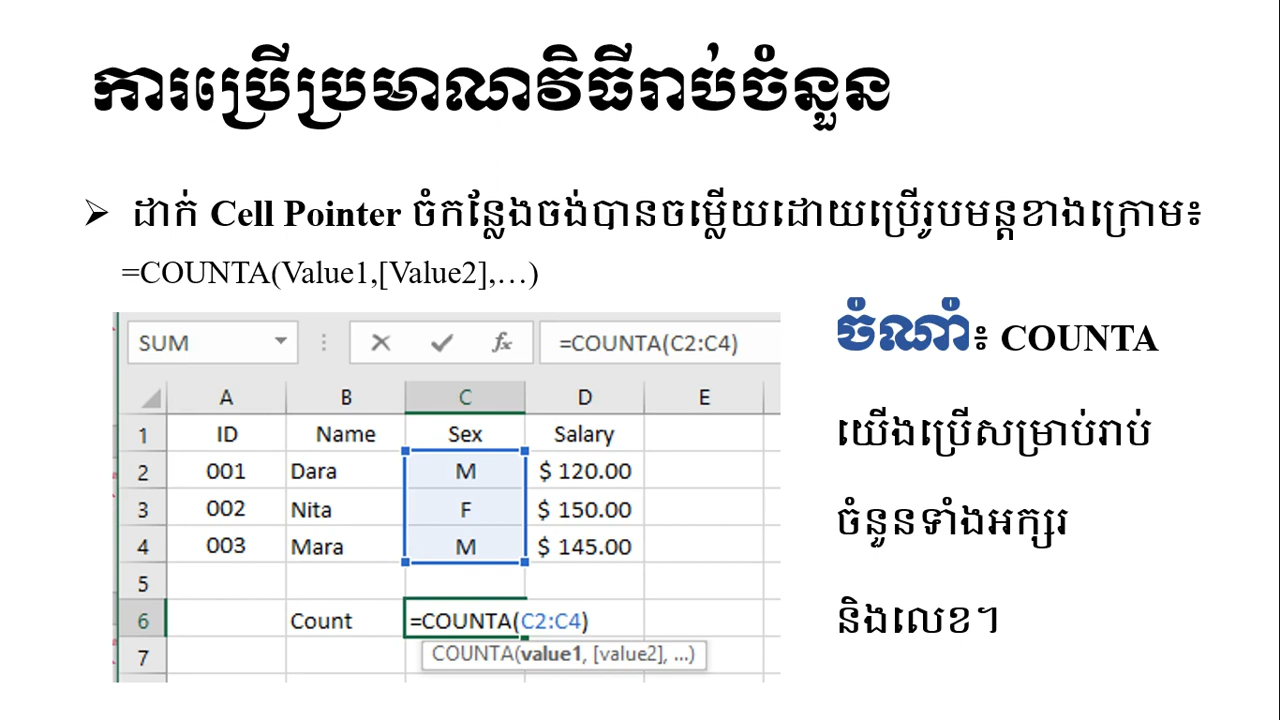 ការប្រើប្រមាណវិធីរាប់ចំនួន
➢ ដាក់ Cell Pointer ចំកន្លែងចង់បានចម្លើយដោយប្រើរូបមន្តខាងក្រោម៖
=COUNTA(Value1,[Value2],…)
SUM =COUNTA(C2:C4)
A B C D E
1 ID Name Sex Salary
2 001 Dara M $ 120.00
3 002 Nita F $ 150.00
4 003 Mara M $ 145.00
5
6 Count =COUNTA(C2:C4)
7 COUNTA(value1, [value2], ...)
ចំណាំ៖ COUNTA
យើងប្រើសម្រាប់រាប់
ចំនួនទាំងអក្សរ
និងលេខ។